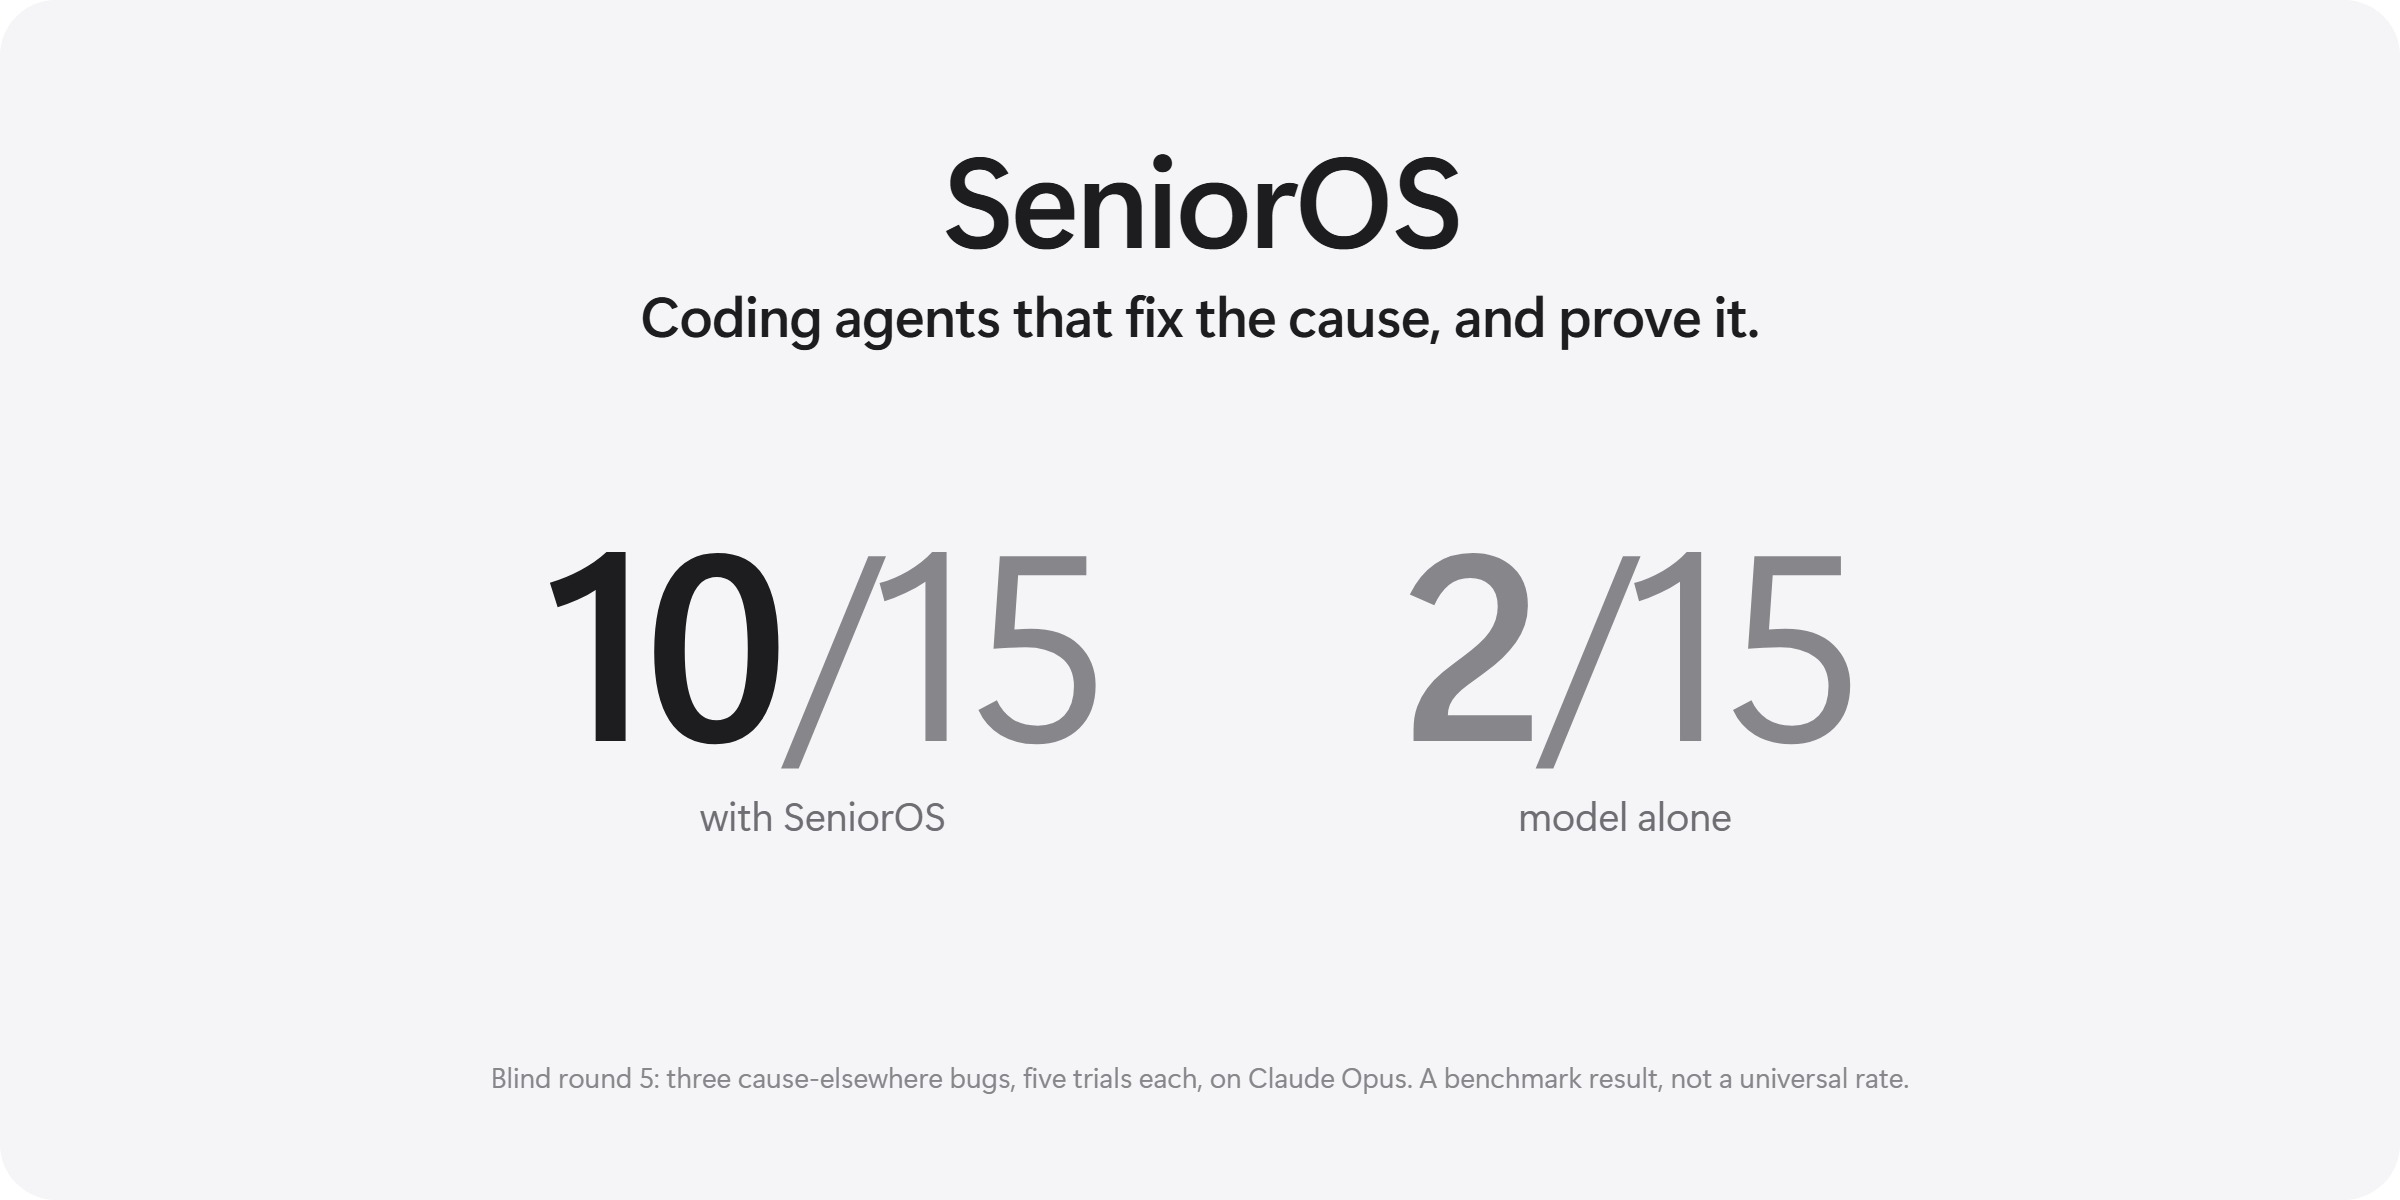 SeniorOS
Coding agents that fix the cause, and prove it.
10/15
with SeniorOS
2/15
model alone
Blind round 5: three cause-elsewhere bugs, five trials each, on Claude Opus. A benchmark result, not a universal rate.